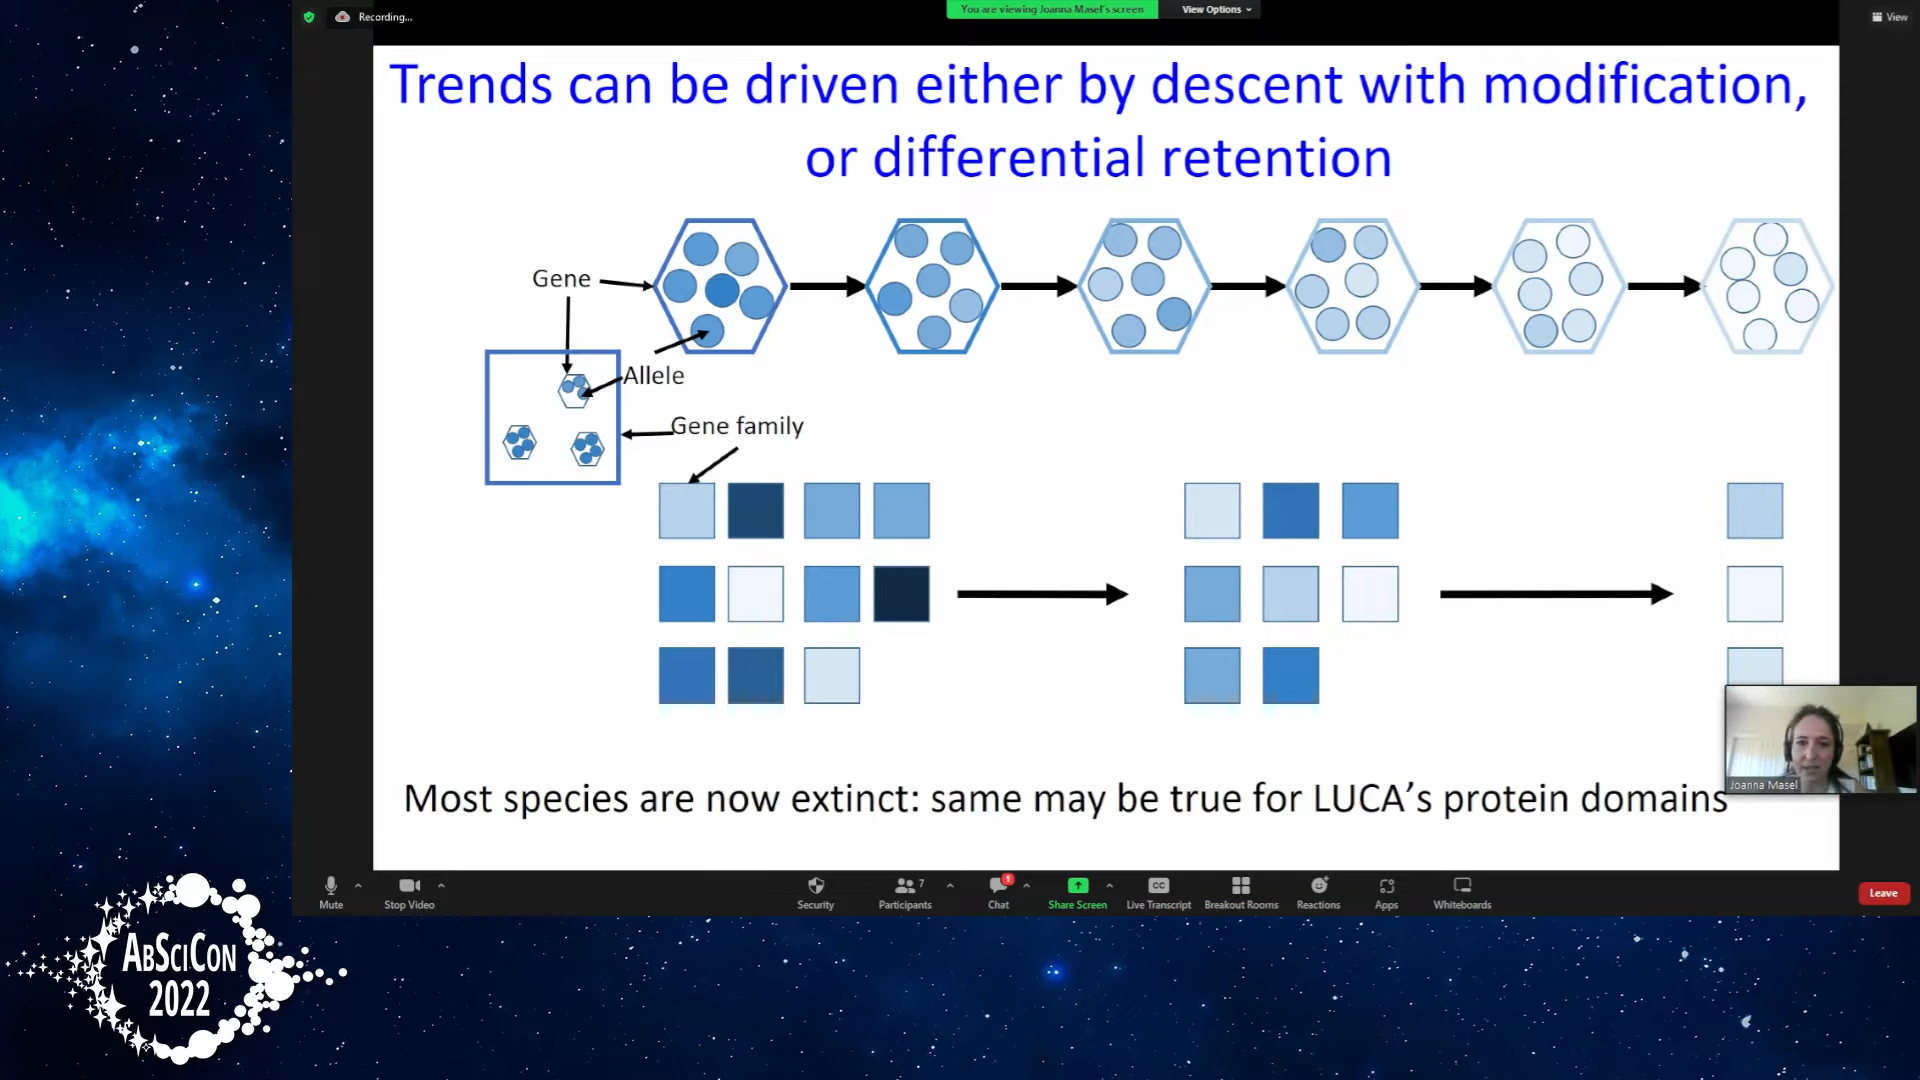 Recording...
You are viewing Joanna Masel's screen
View Options
View
Trends can be driven either by descent with modification,
or differential retention
Gene
Allele
Gene family
Most species are now extinct: same may be true for LUCA's protein domains
Joanna Masel
Mute
Stop Video
Security
Participants
7
Chat
1
Share Screen
CC
Live Transcript
Breakout Rooms
Reactions
Apps
Whiteboards
Leave
ABSCICON
2022